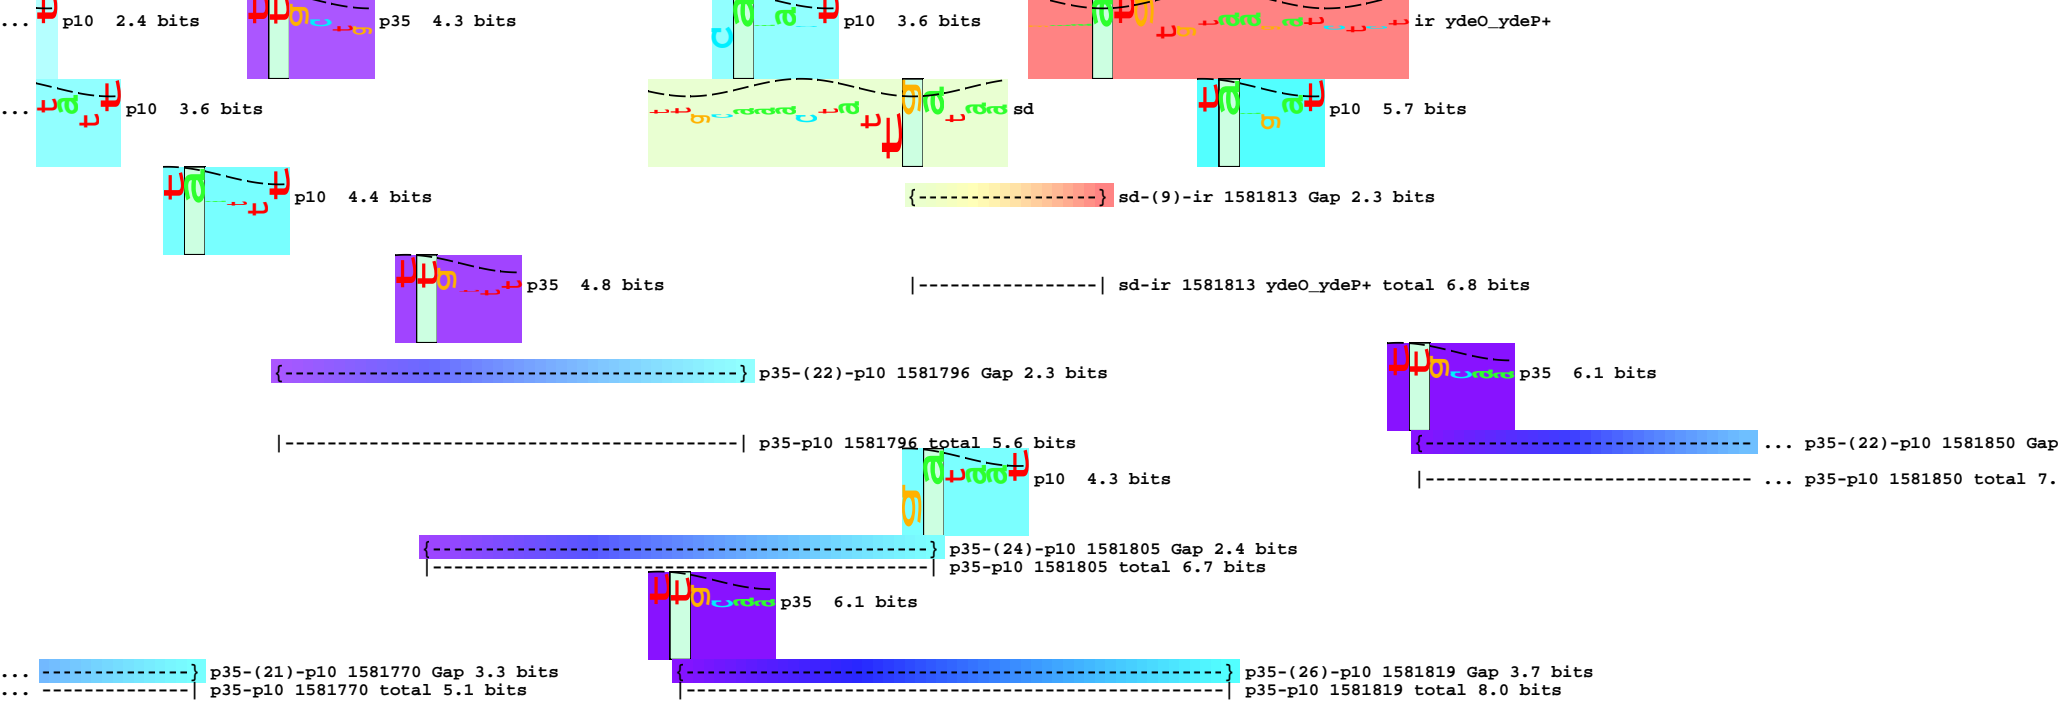 ... p10 2.4 bits p35 4.3 bits p10 3.6 bits ir ydeO_ydeP+
... p10 3.6 bits sd p10 5.7 bits
p10 4.4 bits {-----------------} sd-(9)-ir 1581813 Gap 2.3 bits
p35 4.8 bits |-----------------| sd-ir 1581813 ydeO_ydeP+ total 6.8 bits
{-------------------------------------------} p35-(22)-p10 1581796 Gap 2.3 bits p35 6.1 bits
|-------------------------------------------| p35-p10 1581796 total 5.6 bits {------------------------------- ... p35-(22)-p10 1581850 Gap
p10 4.3 bits |------------------------------- ... p35-p10 1581850 total 7.
{-----------------------------------------------} p35-(24)-p10 1581805 Gap 2.4 bits
|-----------------------------------------------| p35-p10 1581805 total 6.7 bits
p35 6.1 bits
... --------------} p35-(21)-p10 1581770 Gap 3.3 bits {---------------------------------------------------} p35-(26)-p10 1581819 Gap 3.7 bits
... --------------| p35-p10 1581770 total 5.1 bits |---------------------------------------------------| p35-p10 1581819 total 8.0 bits